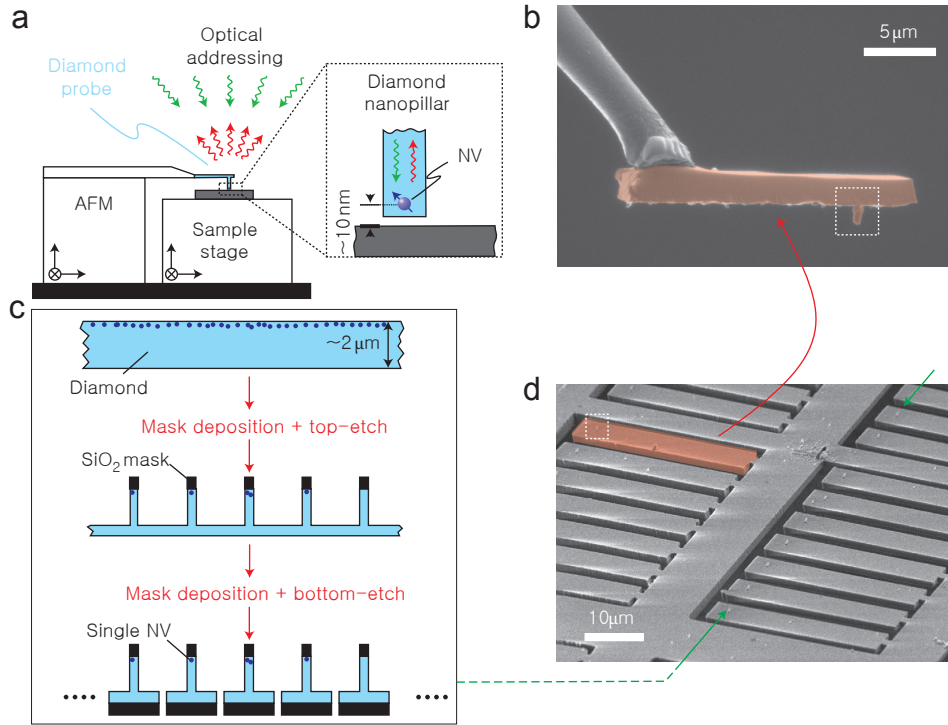 a
Optical
addressing
Diamond
probe
Diamond
nanopillar
NV
~10nm
AFM
Sample
stage
b
5μm
c
~2μm
Diamond
Mask deposition + top-etch
SiO₂ mask
Mask deposition + bottom-etch
Single NV
d
10μm